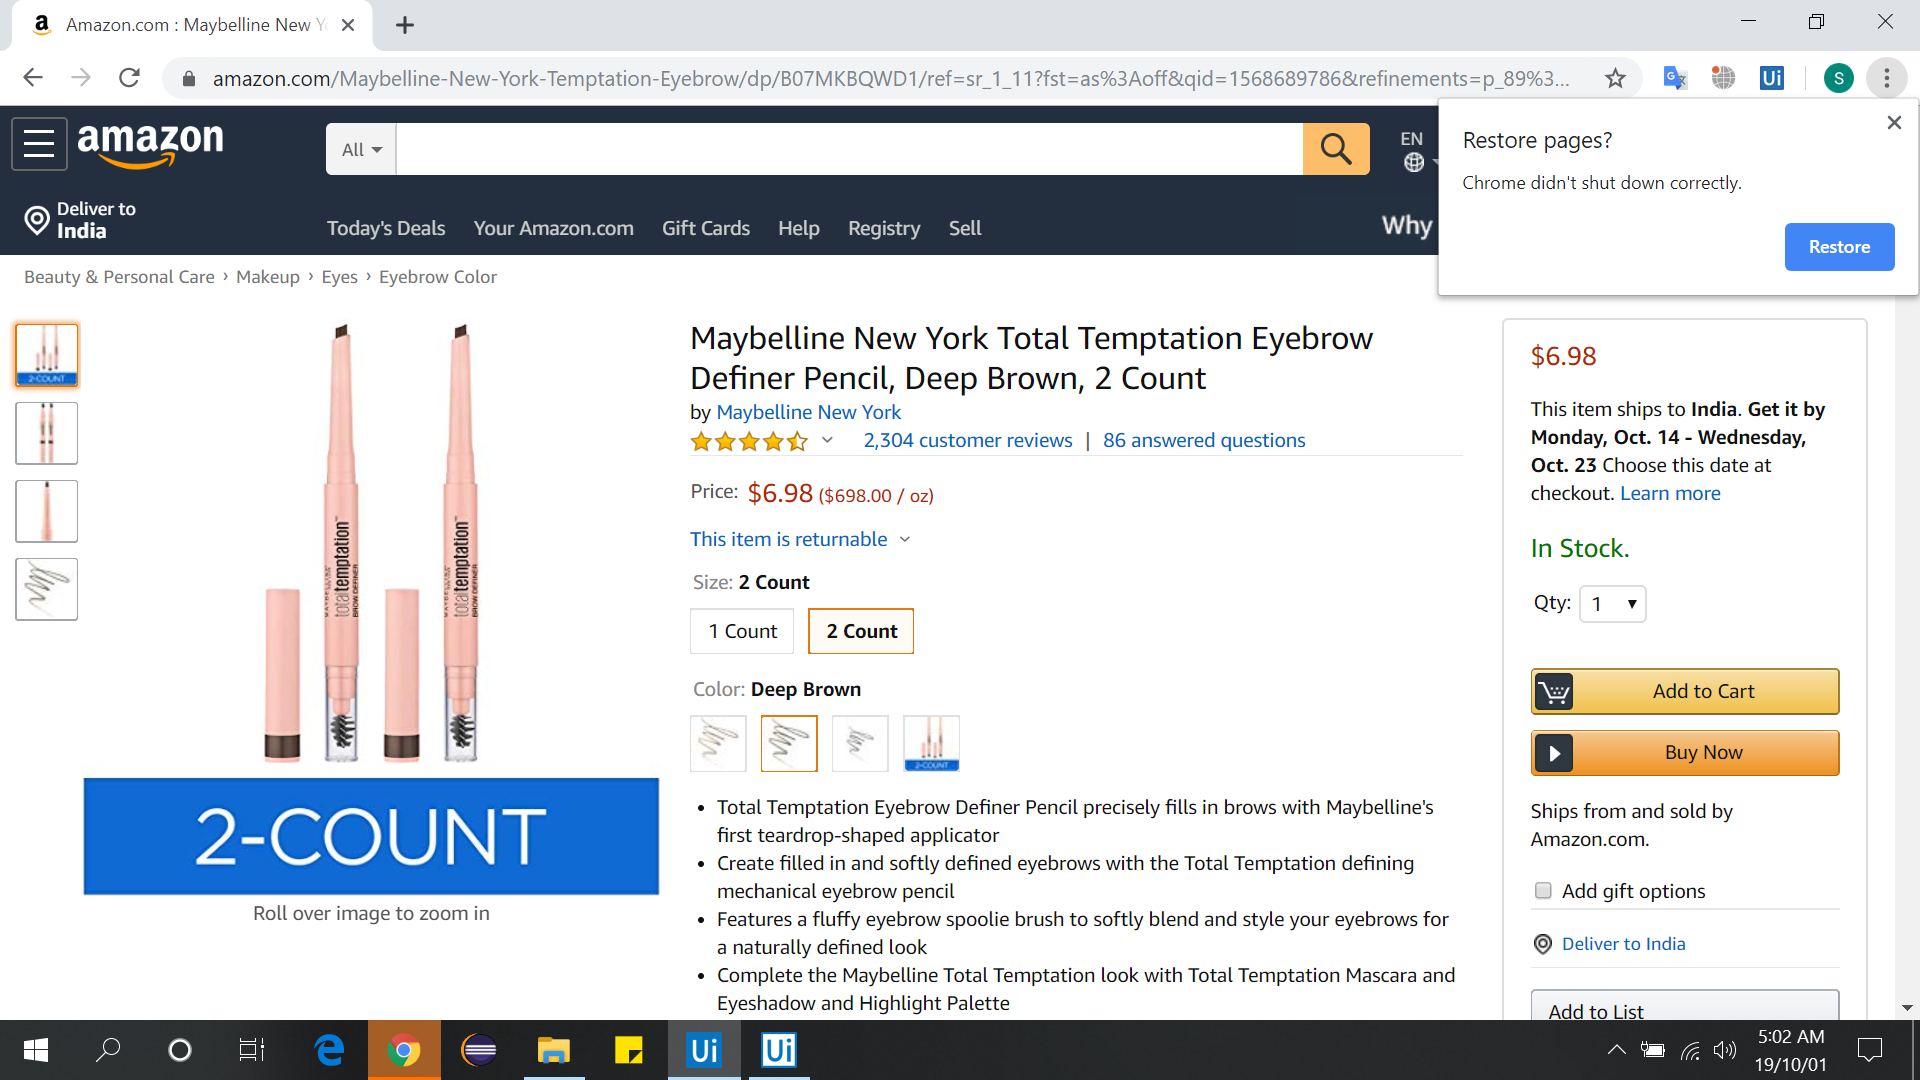 Amazon.com : Maybelline New Y
amazon.com/Maybelline-New-York-Temptation-Eyebrow/dp/B07MKBQWD1/ref=sr_1_11?fst=as%3Aoff&qid=1568689786&refinements=p_89%3...
Ui
S
amazon
All
EN
Restore pages?
Chrome didn't shut down correctly.
Restore
Deliver to
India
Today's Deals
Your Amazon.com
Gift Cards
Help
Registry
Sell
Why
Beauty & Personal Care › Makeup › Eyes › Eyebrow Color
2-COUNT
MAYBELLINE
totaltemptation
BROW DEFINER
MAYBELLINE
totaltemptation
BROW DEFINER
2-COUNT
Roll over image to zoom in
Maybelline New York Total Temptation Eyebrow
Definer Pencil, Deep Brown, 2 Count
by Maybelline New York
2,304 customer reviews | 86 answered questions
Price: $6.98 ($698.00 / oz)
This item is returnable
Size: 2 Count
1 Count
2 Count
Color: Deep Brown
2-COUNT
• Total Temptation Eyebrow Definer Pencil precisely fills in brows with Maybelline's
first teardrop-shaped applicator
• Create filled in and softly defined eyebrows with the Total Temptation defining
mechanical eyebrow pencil
• Features a fluffy eyebrow spoolie brush to softly blend and style your eyebrows for
a naturally defined look
• Complete the Maybelline Total Temptation look with Total Temptation Mascara and
Eyeshadow and Highlight Palette
$6.98
This item ships to India. Get it by
Monday, Oct. 14 - Wednesday,
Oct. 23 Choose this date at
checkout. Learn more
In Stock.
Qty: 1
Add to Cart
Buy Now
Ships from and sold by
Amazon.com.
Add gift options
Deliver to India
Add to List
Ui
Ui
5:02 AM
19/10/01